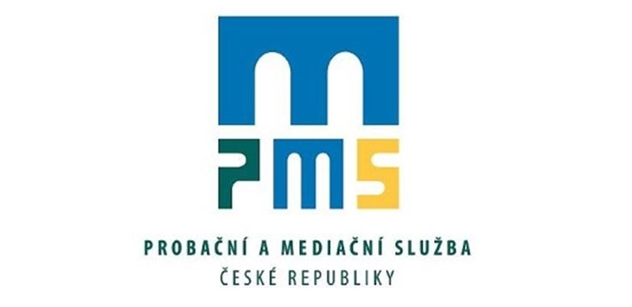 m
PMS
PROBAČNÍ A MEDIAČNÍ SLUŽBA
ČESKÉ REPUBLIKY